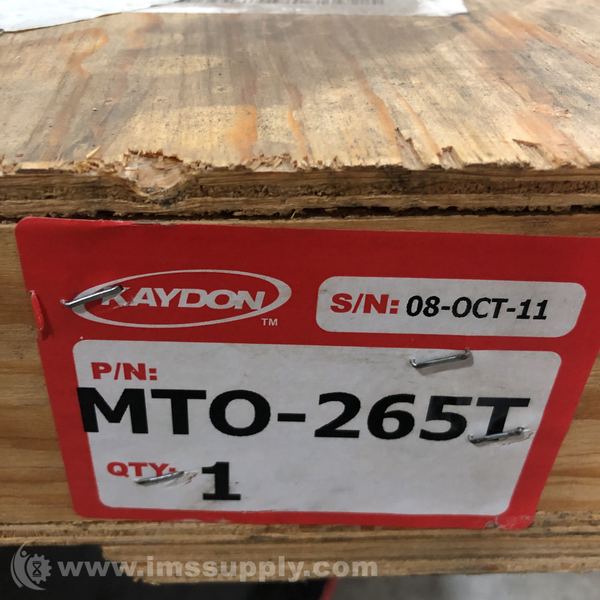 KAYDON
TM
S/N: 08-OCT-11
P/N:
MTO-265T
QTY: 1
www.imssupply.com